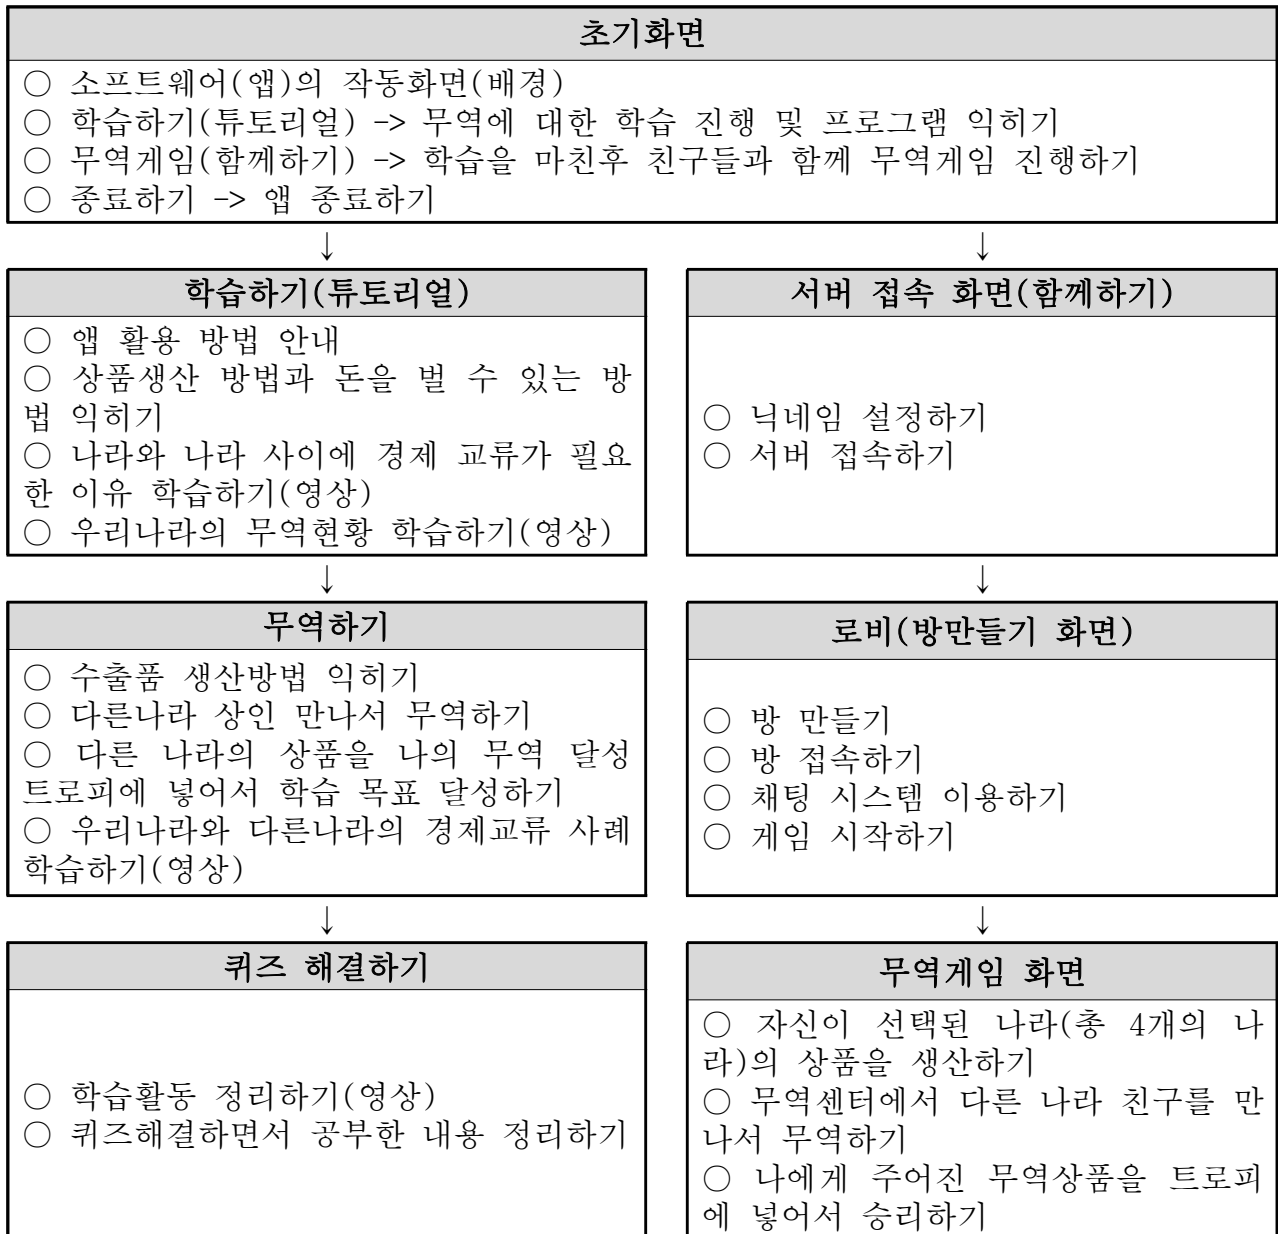 초기화면
○ 소프트웨어(앱)의 작동화면(배경)
○ 학습하기(튜토리얼) -> 무역에 대한 학습 진행 및 프로그램 익히기
○ 무역게임(함께하기) -> 학습을 마친후 친구들과 함께 무역게임 진행하기
○ 종료하기 -> 앱 종료하기
↓ ↓
학습하기(튜토리얼)
○ 앱 활용 방법 안내
○ 상품생산 방법과 돈을 벌 수 있는 방
법 익히기
○ 나라와 나라 사이에 경제 교류가 필요
한 이유 학습하기(영상)
○ 우리나라의 무역현황 학습하기(영상)
서버 접속 화면(함께하기)
○ 닉네임 설정하기
○ 서버 접속하기
↓ ↓
무역하기
○ 수출품 생산방법 익히기
○ 다른나라 상인 만나서 무역하기
○ 다른 나라의 상품을 나의 무역 달성
트로피에 넣어서 학습 목표 달성하기
○ 우리나라와 다른나라의 경제교류 사례
학습하기(영상)
로비(방만들기 화면)
○ 방 만들기
○ 방 접속하기
○ 채팅 시스템 이용하기
○ 게임 시작하기
↓ ↓
퀴즈 해결하기
○ 학습활동 정리하기(영상)
○ 퀴즈해결하면서 공부한 내용 정리하기
무역게임 화면
○ 자신이 선택된 나라(총 4개의 나
라)의 상품을 생산하기
○ 무역센터에서 다른 나라 친구를 만
나서 무역하기
○ 나에게 주어진 무역상품을 트로피
에 넣어서 승리하기